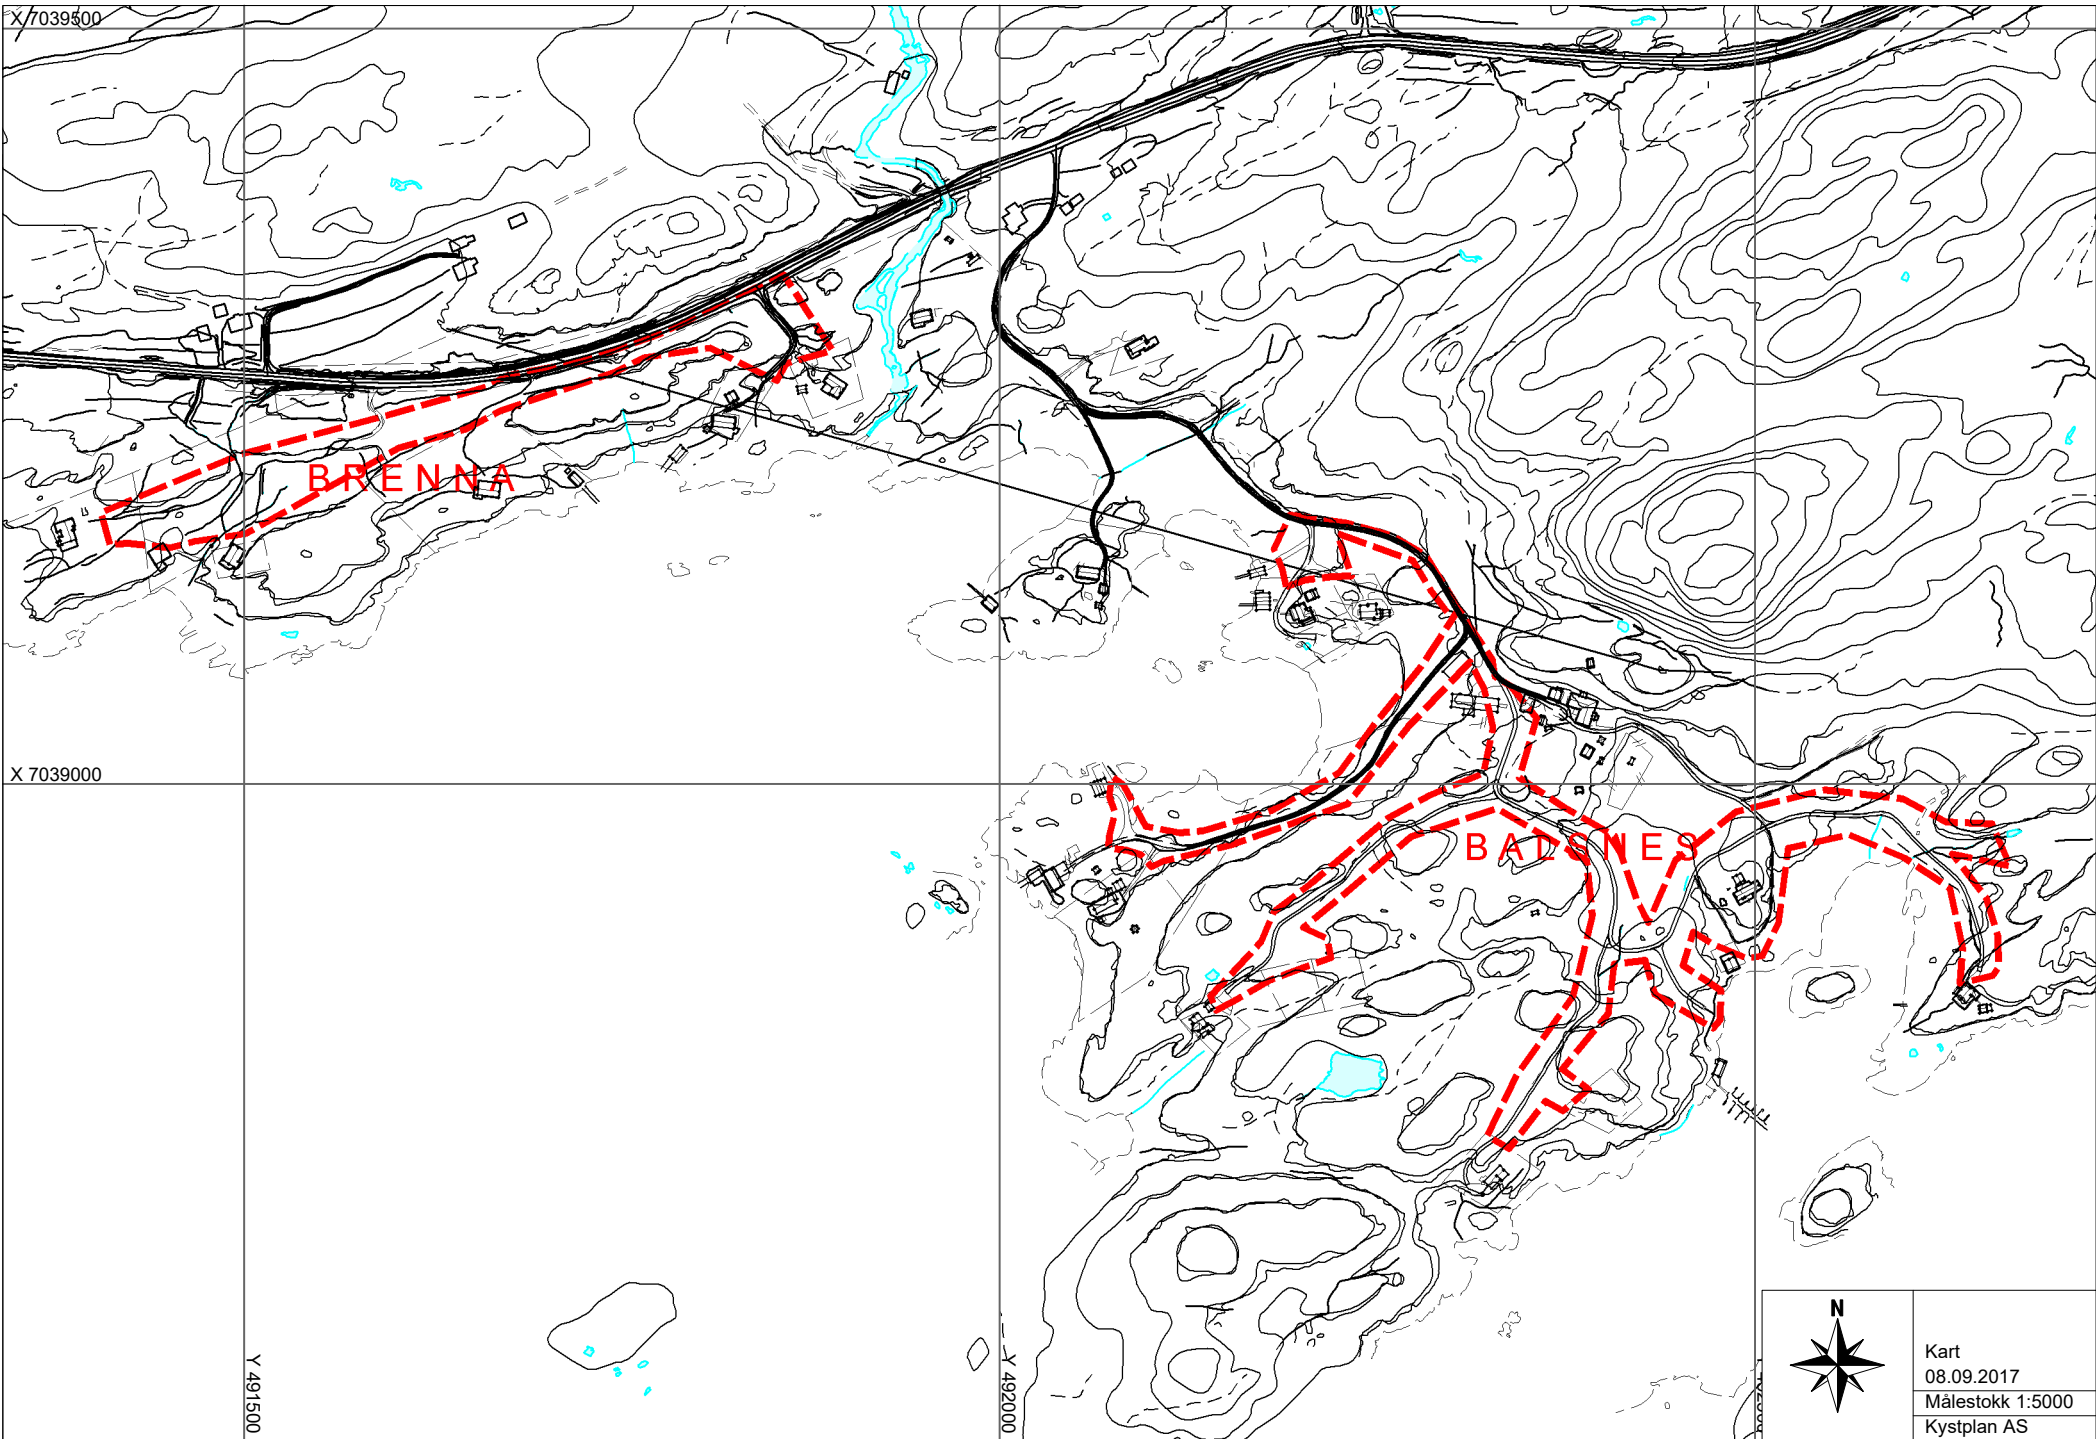 X 7039500
BRENNA
X 7039000
BALSNES
Y 491500
Y 492000
N
Kart
08.09.2017
Målestokk 1:5000
Kystplan AS